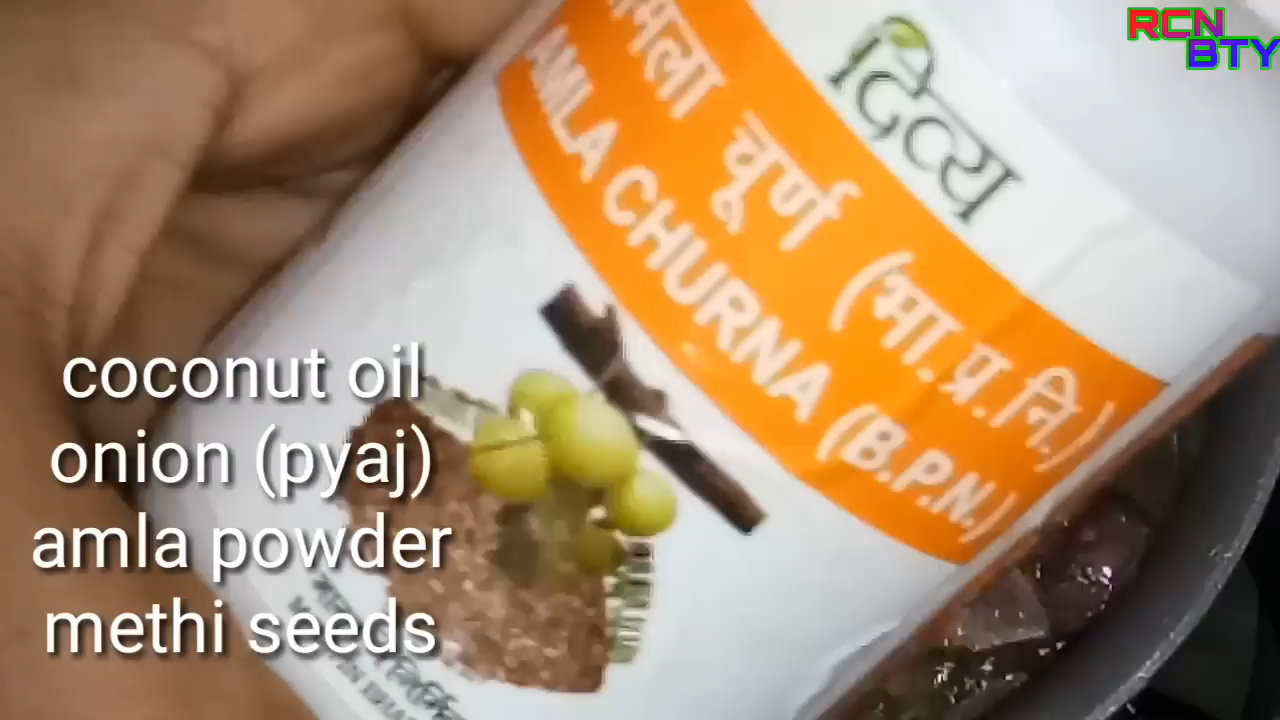 RCN
BTY
दिव्य
आमला चूर्ण (भा.प्र.नि.)
AMLA CHURNA (B.P.N.)
coconut oil
onion (pyaj)
amla powder
methi seeds